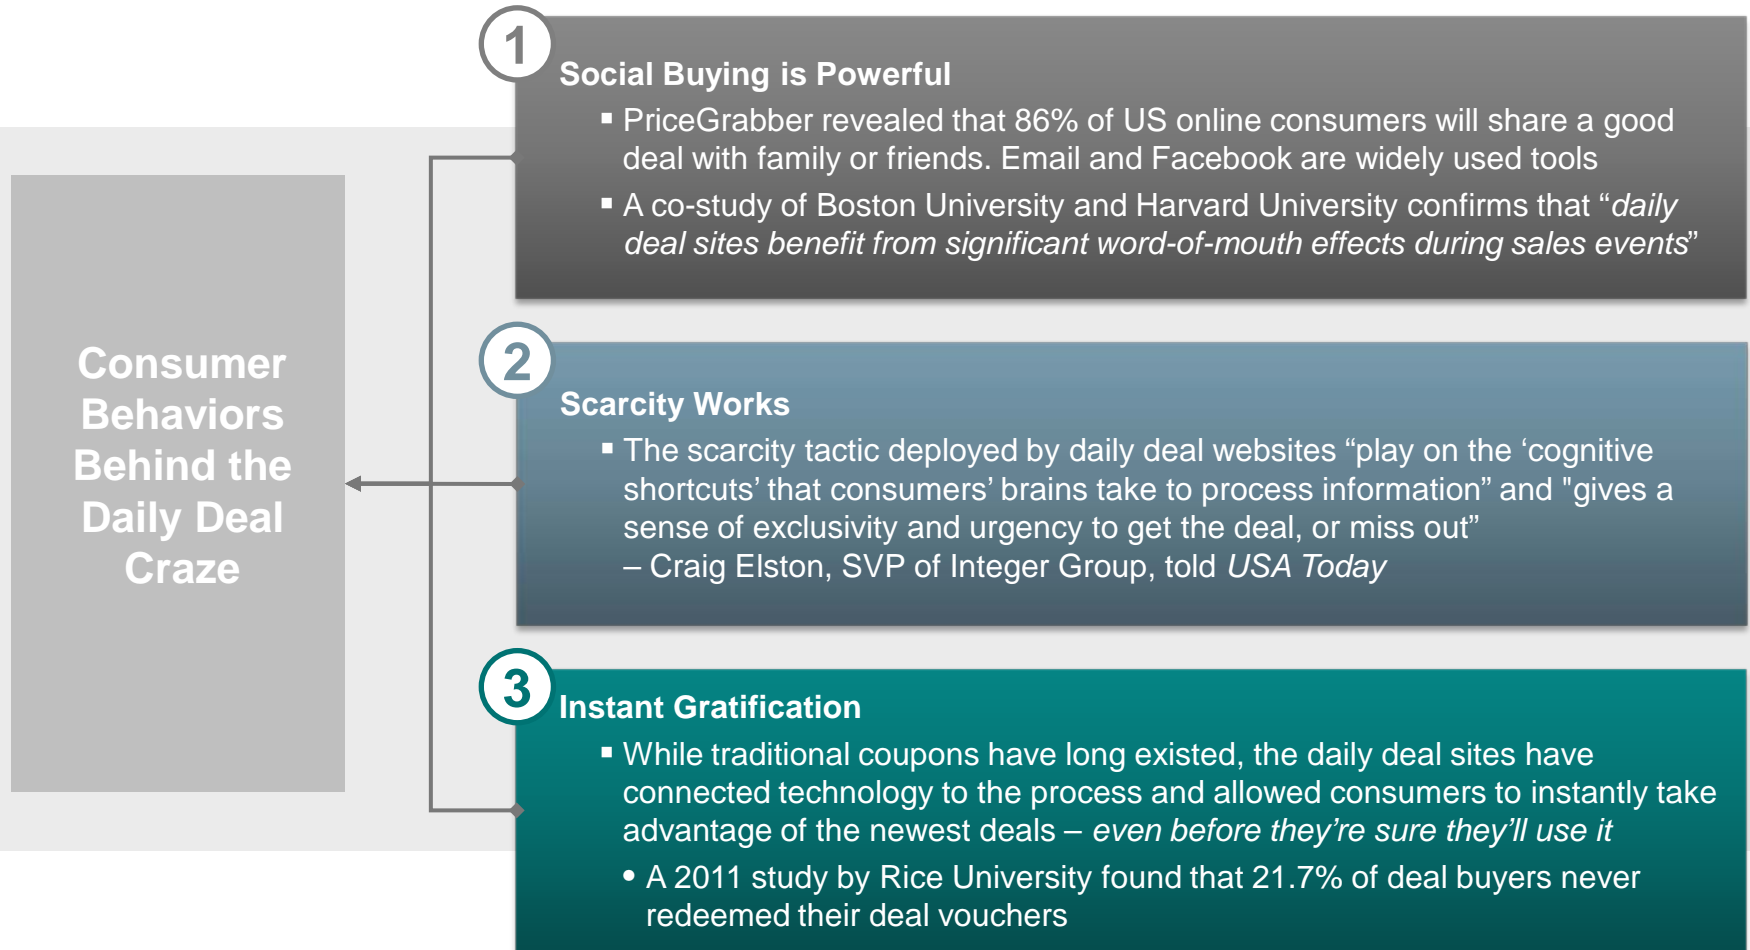 Consumer
Behaviors
Behind the
Daily Deal
Craze
1
Social Buying is Powerful
▪ PriceGrabber revealed that 86% of US online consumers will share a good
deal with family or friends. Email and Facebook are widely used tools
▪ A co-study of Boston University and Harvard University confirms that “daily
deal sites benefit from significant word-of-mouth effects during sales events”
2
Scarcity Works
▪ The scarcity tactic deployed by daily deal websites “play on the ‘cognitive
shortcuts’ that consumers’ brains take to process information” and "gives a
sense of exclusivity and urgency to get the deal, or miss out”
– Craig Elston, SVP of Integer Group, told USA Today
3
Instant Gratification
▪ While traditional coupons have long existed, the daily deal sites have
connected technology to the process and allowed consumers to instantly take
advantage of the newest deals – even before they’re sure they’ll use it
• A 2011 study by Rice University found that 21.7% of deal buyers never
redeemed their deal vouchers